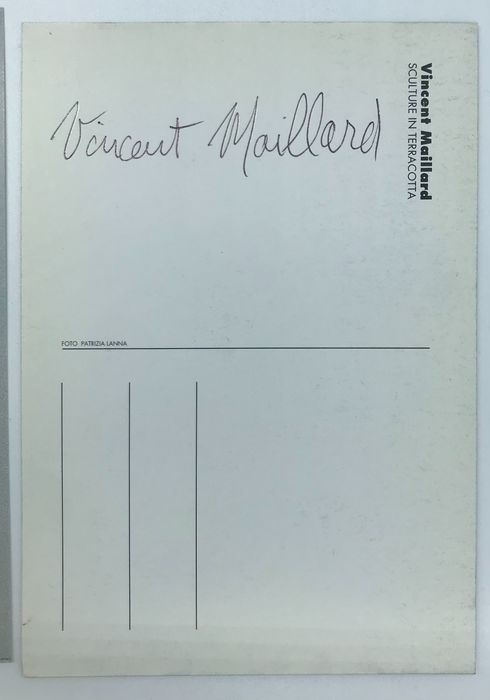 Vincent Maillard
Vincent Maillard
SCULTURE IN TERRACOTTA
FOTO PATRIZIA LANNA